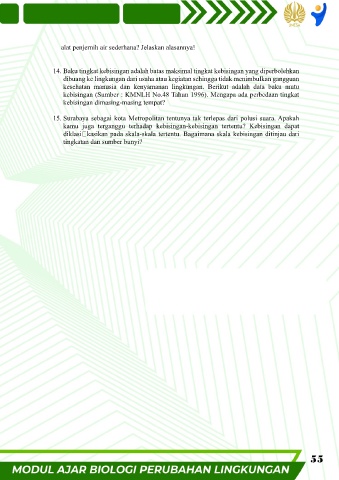 alat penjernih air sederhana? Jelaskan alasannya!
14. Baku tingkat kebisingan adalah batas maksimal tingkat kebisingan yang diperbolehkan
dibuang ke lingkungan dari usaha atau kegiatan sehingga tidak menimbulkan gangguan
kesehatan manusia dan kenyamanan lingkungan. Berikut adalah data baku mutu
kebisingan (Sumber : KMNLH No.48 Tahun 1996). Mengapa ada perbedaan tingkat
kebisingan dimasing-masing tempat?
15. Surabaya sebagai kota Metropolitan tentunya tak terlepas dari polusi suara. Apakah
kamu juga terganggu terhadap kebisingan-kebisingan tertentu? Kebisingan dapat
diklasi_kasikan pada skala-skala tertentu. Bagaimana skala kebisingan ditinjau dari
tingkatan dan sumber bunyi?
55
MODUL AJAR BIOLOGI PERUBAHAN LINGKUNGAN